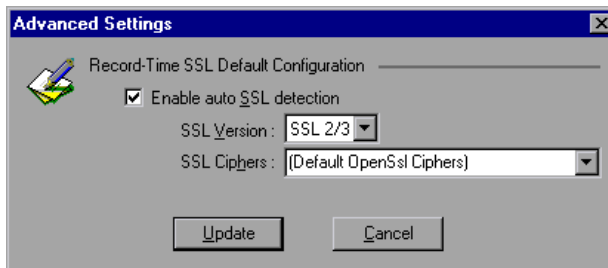 Advanced Settings
Record-Time SSL Default Configuration
Enable auto SSL detection
SSL Version : SSL 2/3
SSL Ciphers : (Default OpenSsl Ciphers)
Update Cancel